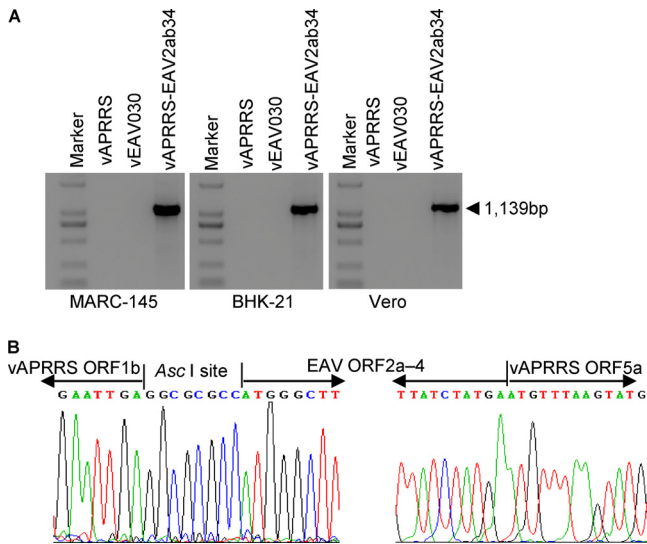 A
Marker
vAPRRS
vEAV030
vAPRRS-EAV2ab34
Marker
vAPRRS
vEAV030
vAPRRS-EAV2ab34
Marker
vAPRRS
vEAV030
vAPRRS-EAV2ab34
1,139bp
MARC-145
BHK-21
Vero
B
vAPRRS ORF1b
Asc I site
EAV ORF2a–4
vAPRRS ORF5a
GAATTGAGGCGCGCCATGGGCTT
TTATCTATGAATGTTTAAGTATG